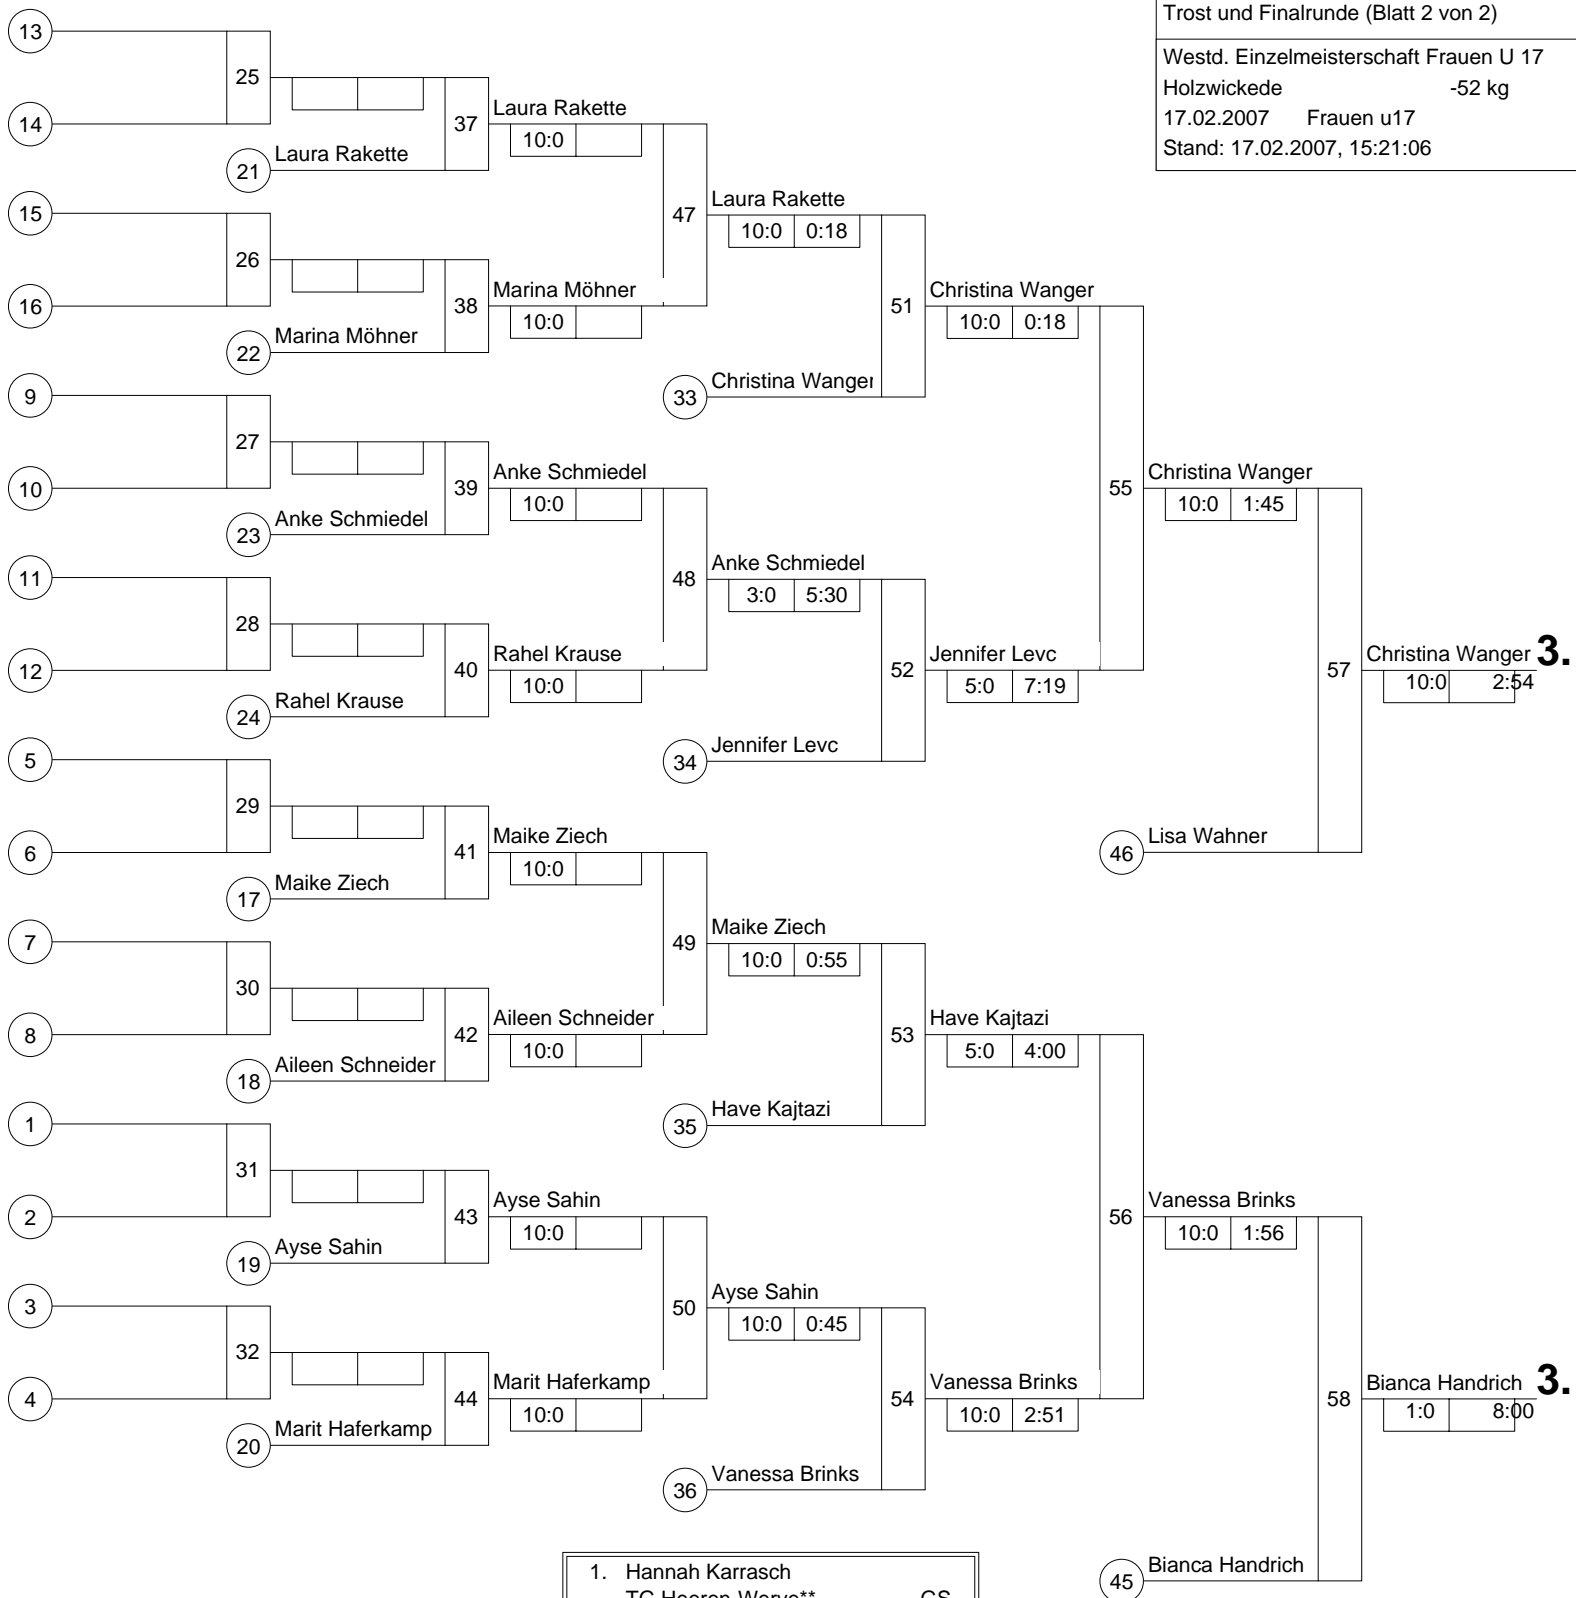 Trost und Finalrunde (Blatt 2 von 2)
Westd. Einzelmeisterschaft Frauen U 17
Holzwickede -52 kg
17.02.2007 Frauen u17
Stand: 17.02.2007, 15:21:06
13
25
14
37
Laura Rakette
10:0
21
Laura Rakette
15
47
Laura Rakette
10:0 0:18
26
16
38
Marina Möhner
10:0
22
Marina Möhner
51
Christina Wanger
10:0 0:18
33
Christina Wanger
9
27
10
39
Anke Schmiedel
10:0
23
Anke Schmiedel
55
Christina Wanger
10:0 1:45
11
48
Anke Schmiedel
3:0 5:30
28
12
40
Rahel Krause
10:0
24
Rahel Krause
52
Jennifer Levc
5:0 7:19
34
Jennifer Levc
57
Christina Wanger 3.
10:0 2:54
5
29
6
41
Maike Ziech
10:0
17
Maike Ziech
46
Lisa Wahner
7
49
Maike Ziech
10:0 0:55
30
8
42
Aileen Schneider
10:0
18
Aileen Schneider
53
Have Kajtazi
5:0 4:00
35
Have Kajtazi
1
31
2
43
Ayse Sahin
10:0
19
Ayse Sahin
56
Vanessa Brinks
10:0 1:56
3
50
Ayse Sahin
10:0 0:45
32
4
44
Marit Haferkamp
10:0
20
Marit Haferkamp
54
Vanessa Brinks
10:0 2:51
36
Vanessa Brinks
58
Bianca Handrich 3.
1:0 8:00
45
Bianca Handrich
1. Hannah Karrasch